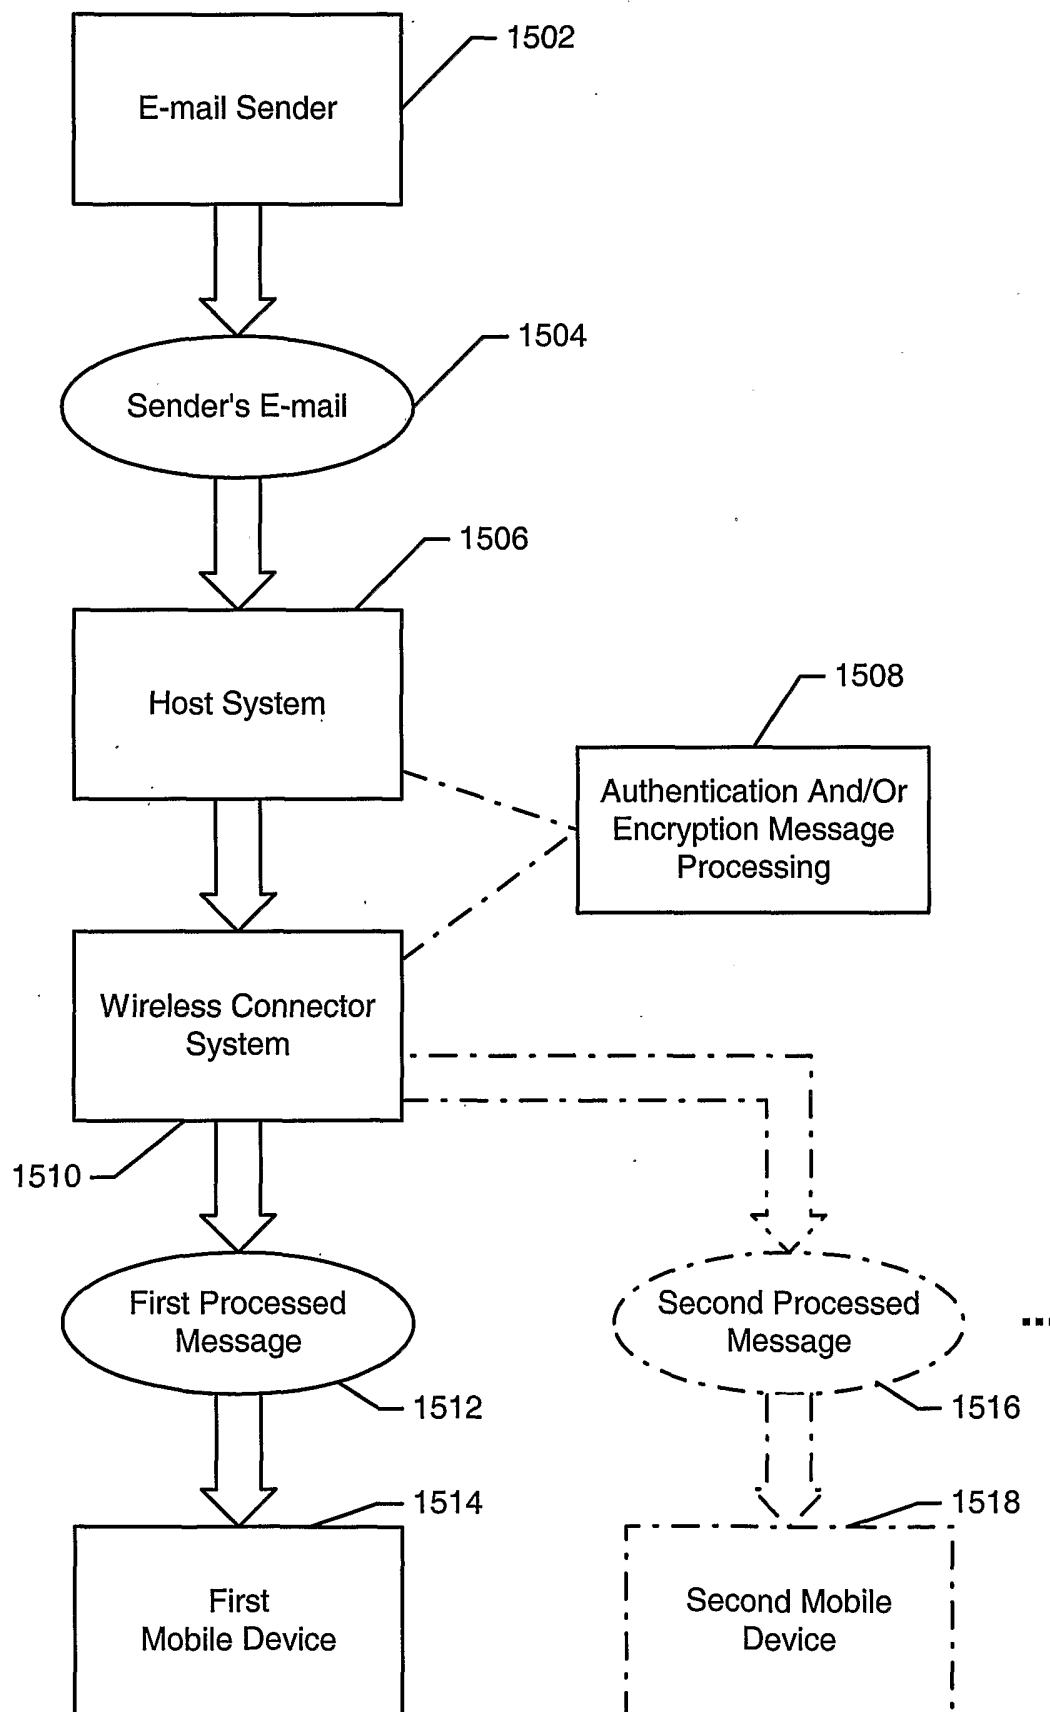 1502
E-mail Sender
1504
Sender's E-mail
1506
Host System
1508
Authentication And/Or
Encryption Message
Processing
Wireless Connector
System
1510
First Processed
Message
Second Processed
Message
...
1512
1516
1514
1518
First
Mobile Device
Second Mobile
Device